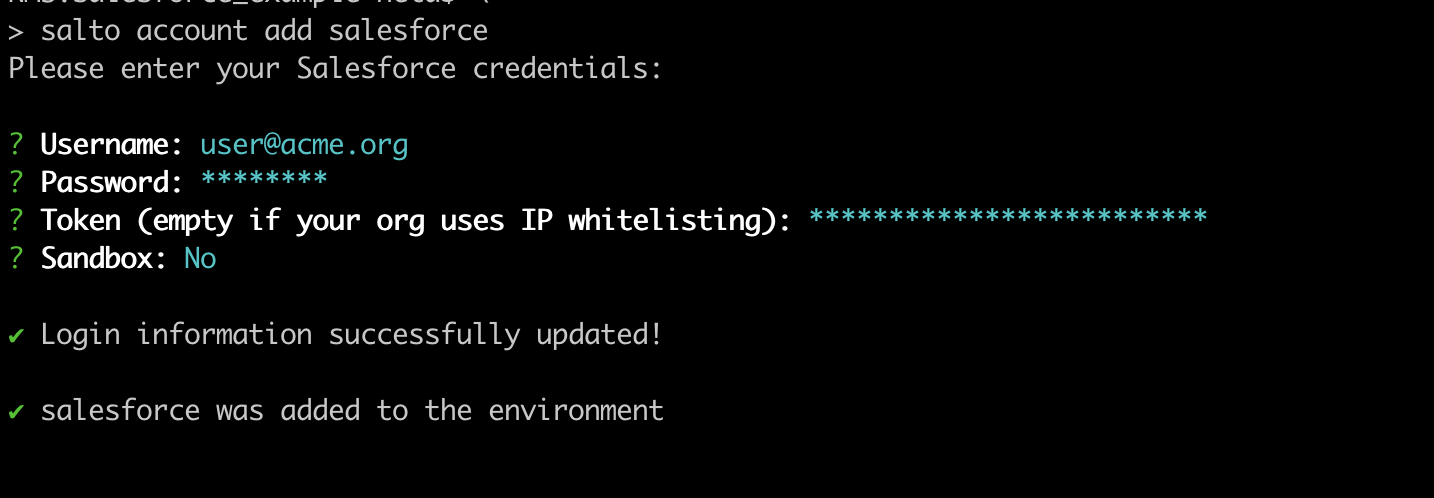 > salto account add salesforce
Please enter your Salesforce credentials:
? Username: user@acme.org
? Password: ********
? Token (empty if your org uses IP whitelisting): *************************
? Sandbox: No
✔ Login information successfully updated!
✔ salesforce was added to the environment